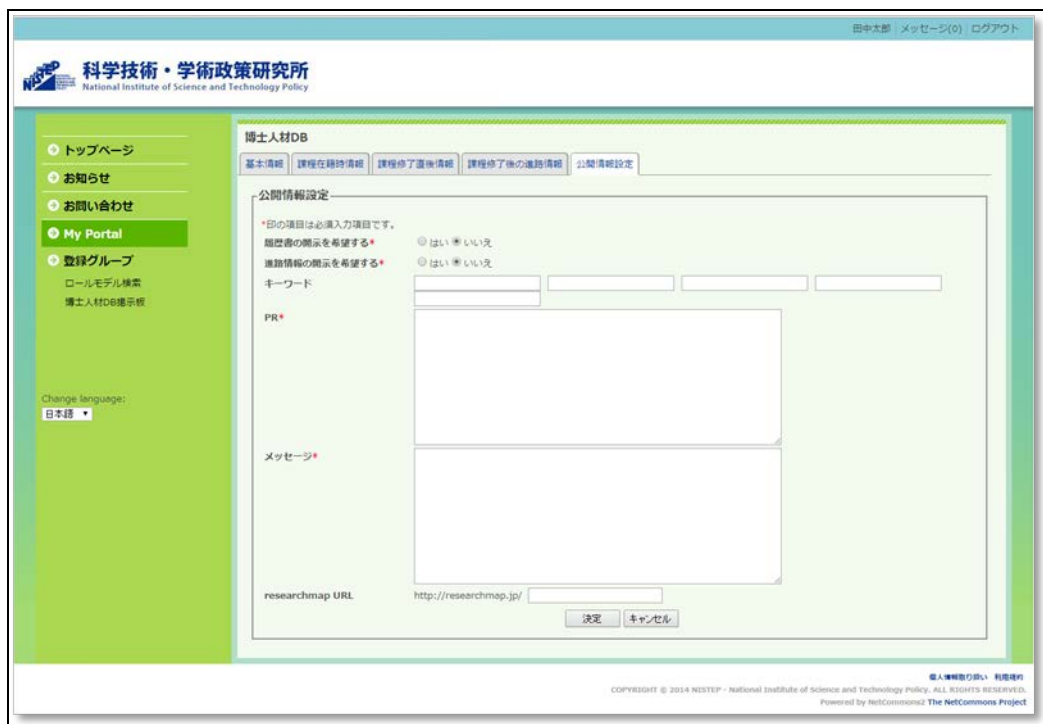 田中太郎 | メッセージ(0) | ログアウト
NISTEP
科学技術・学術政策研究所
National Institute of Science and Technology Policy
トップページ
お知らせ
お問い合わせ
My Portal
登録グループ
ロールモデル検索
博士人材DB掲示板
Change language:
日本語
博士人材DB
基本情報 課程在籍時情報 課程修了直後情報 課程修了後の進路情報 公開情報設定
公開情報設定
*印の項目は必須入力項目です。
履歴書の開示を希望する* はい いいえ
進路情報の開示を希望する* はい いいえ
キーワード
PR*
メッセージ*
researchmap URL http://researchmap.jp/
決定 キャンセル
個人情報取り扱い 利用規約
COPYRIGHT © 2014 NISTEP - National Institute of Science and Technology Policy. ALL RIGHTS RESERVED.
Powered by NetCommons2 The NetCommons Project